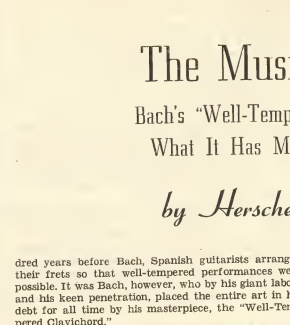 The Mus
Bach's "Well-Temp
What It Has M
by Hersche
dred years before Bach, Spanish guitarists arrang
their frets so that well-tempered performances we
possible. It was Bach, however, who by his giant labo
and his keen penetration, placed the entire art in h
debt for all time by his masterpiece, the "Well-Ter
pered Clavichord."